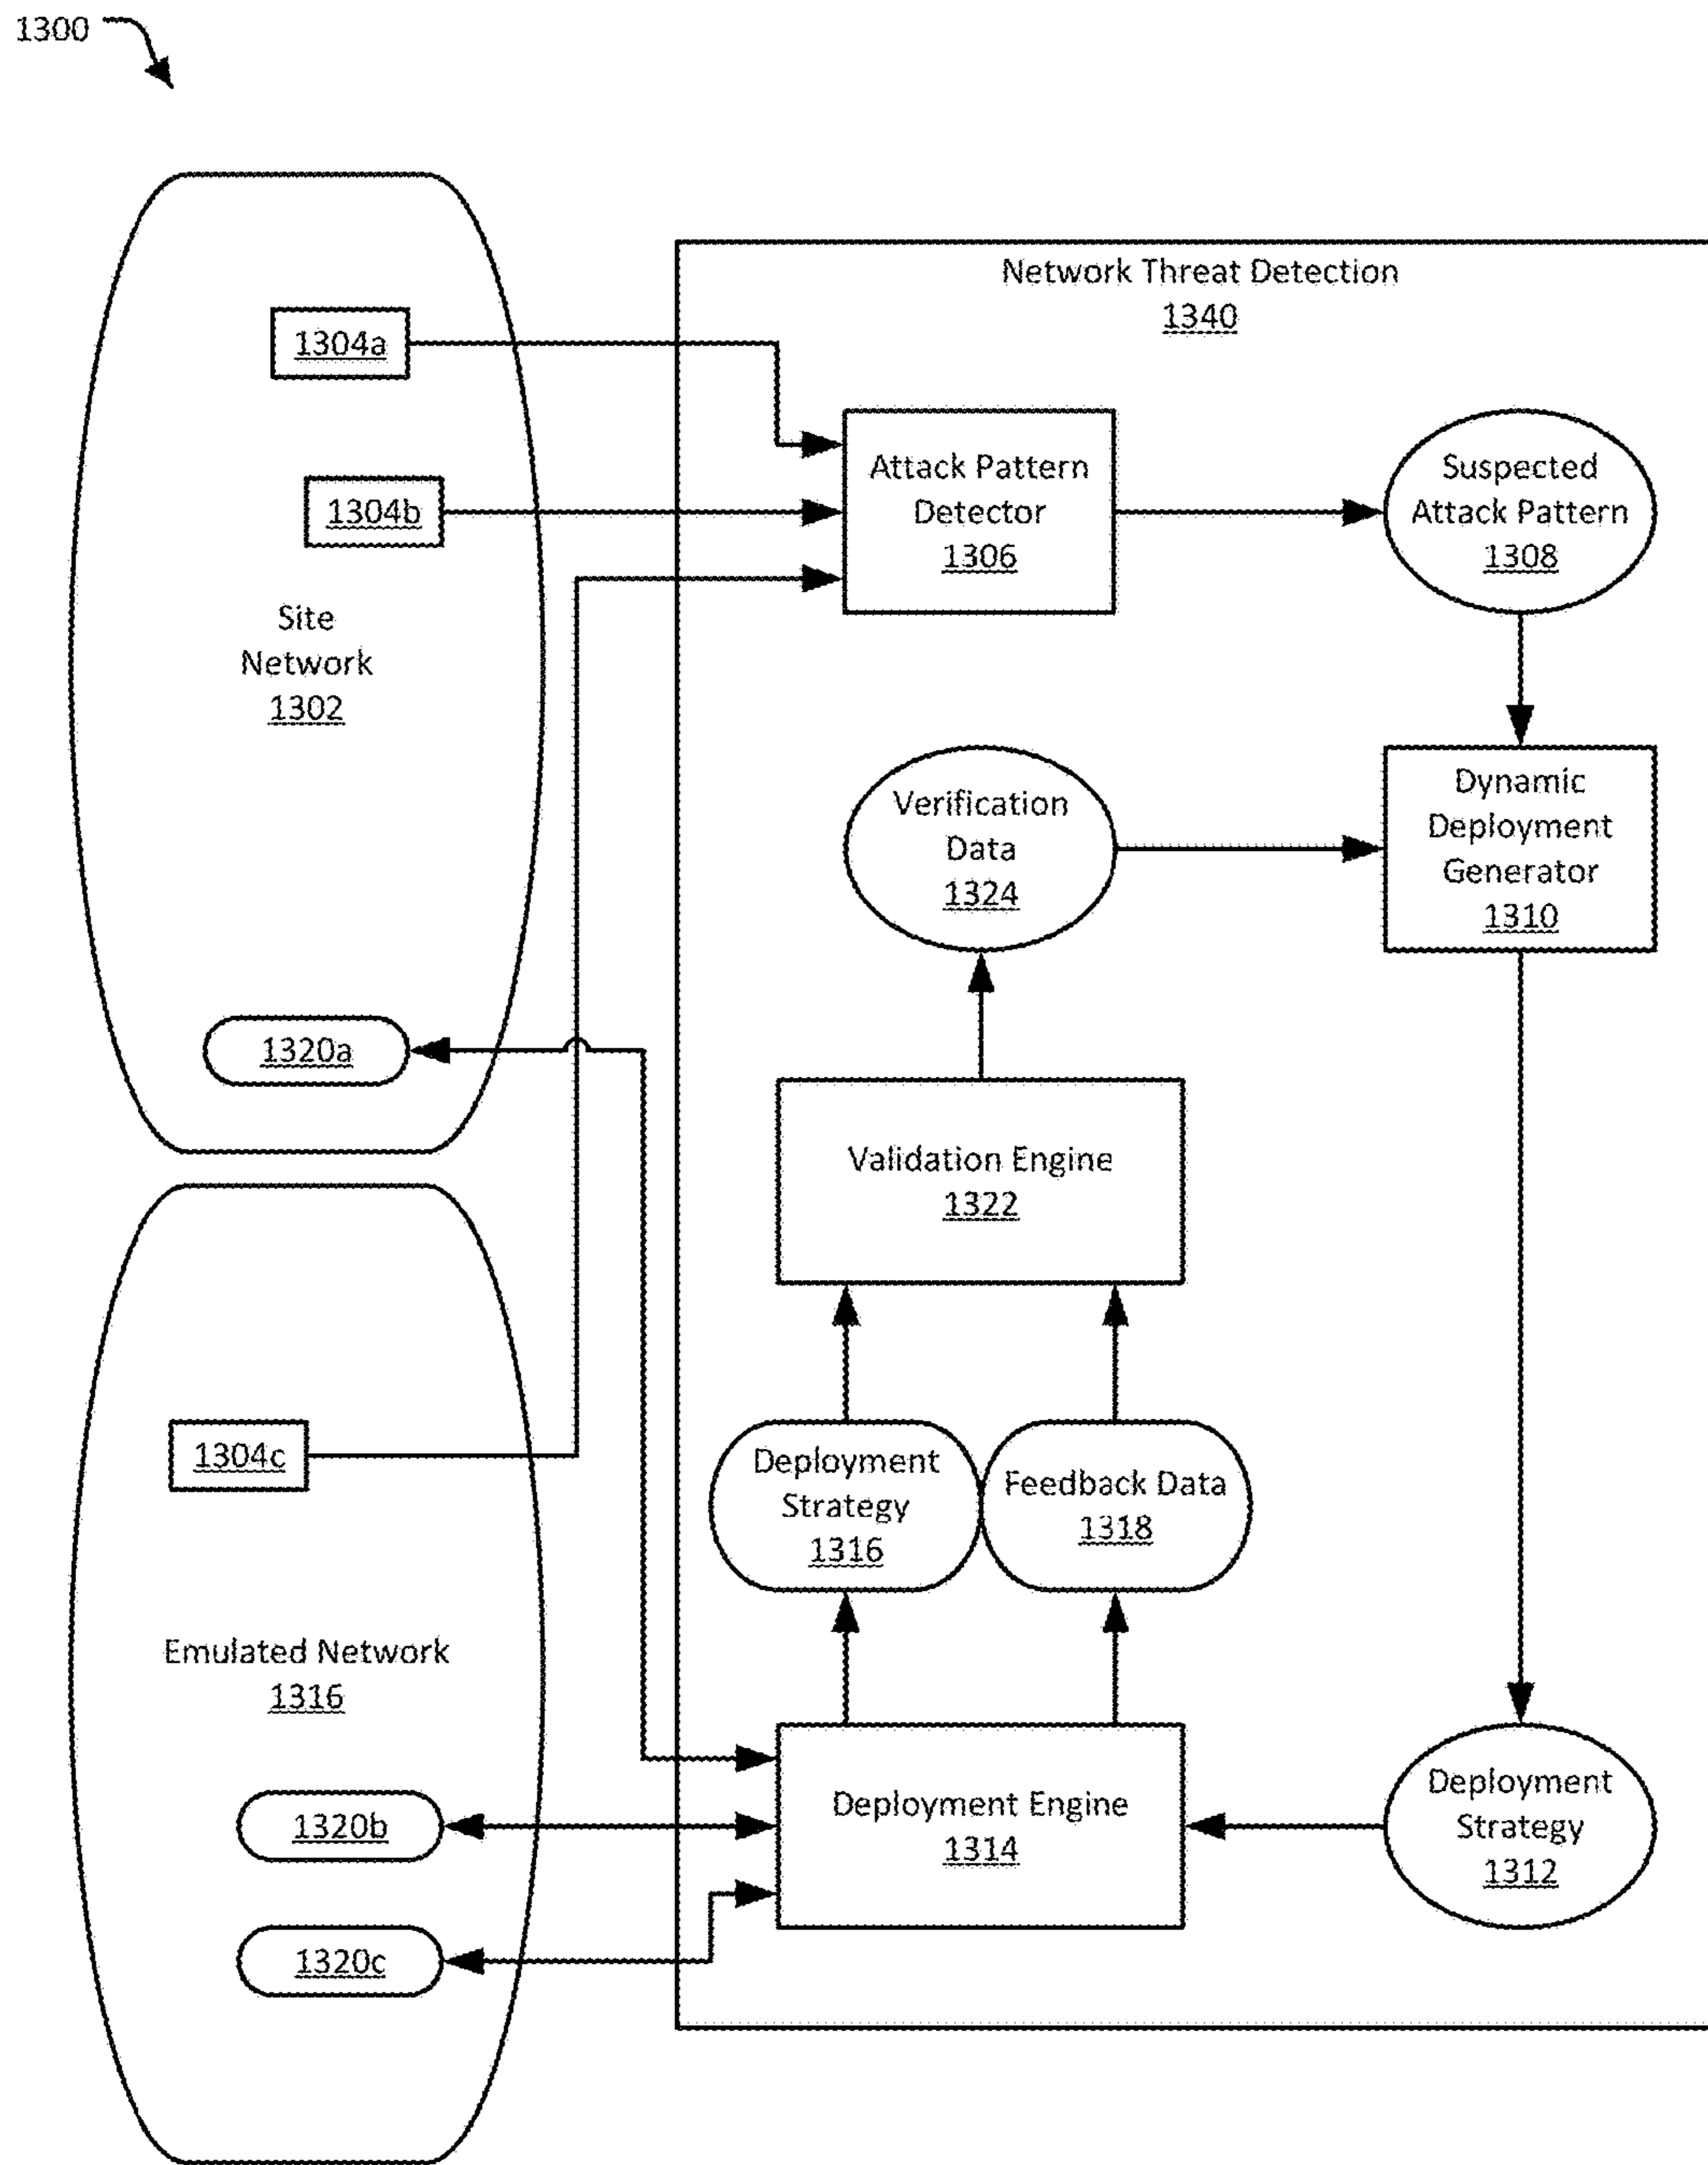 1300
Network Threat Detection
1340
1304a
1304b
Site
Network
1302
1320a
Attack Pattern
Detector
1306
Suspected
Attack Pattern
1308
Verification
Data
1324
Dynamic
Deployment
Generator
1310
Validation Engine
1322
1304c
Deployment
Strategy
1316
Feedback Data
1318
Emulated Network
1316
1320b
1320c
Deployment Engine
1314
Deployment
Strategy
1312